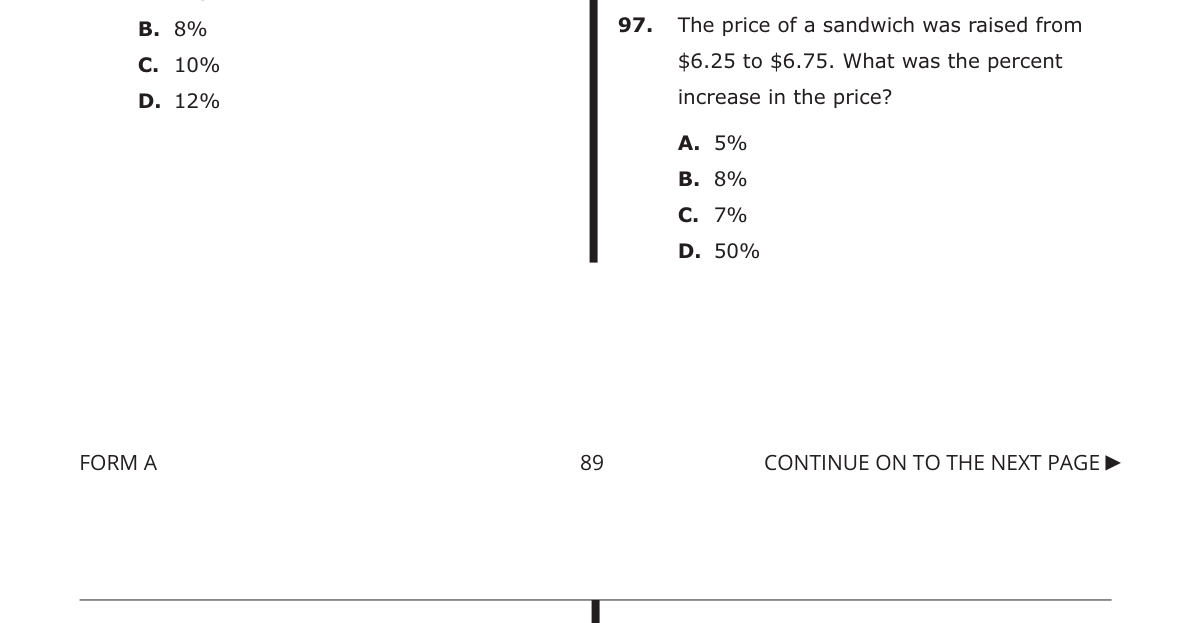 B. 8%
C. 10%
D. 12%
97. The price of a sandwich was raised from
$6.25 to $6.75. What was the percent
increase in the price?
A. 5%
B. 8%
C. 7%
D. 50%
FORM A 89 CONTINUE ON TO THE NEXT PAGE▶